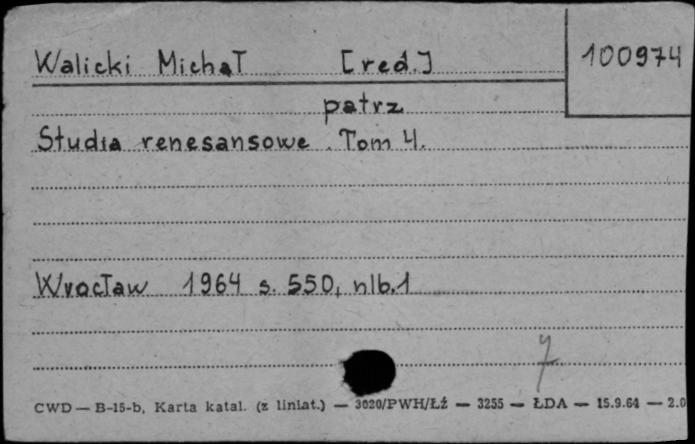 Walicki Michał [red.] 100974
patrz
Studia renesansowe. Tom 4.
Wrocław 1964 s. 550, nlb.1
7
CWD — B-15-b, Karta katal. (z liniat.) — 3020/PWH/Łź — 3255 — ŁDA — 15.9.64 — 2.0